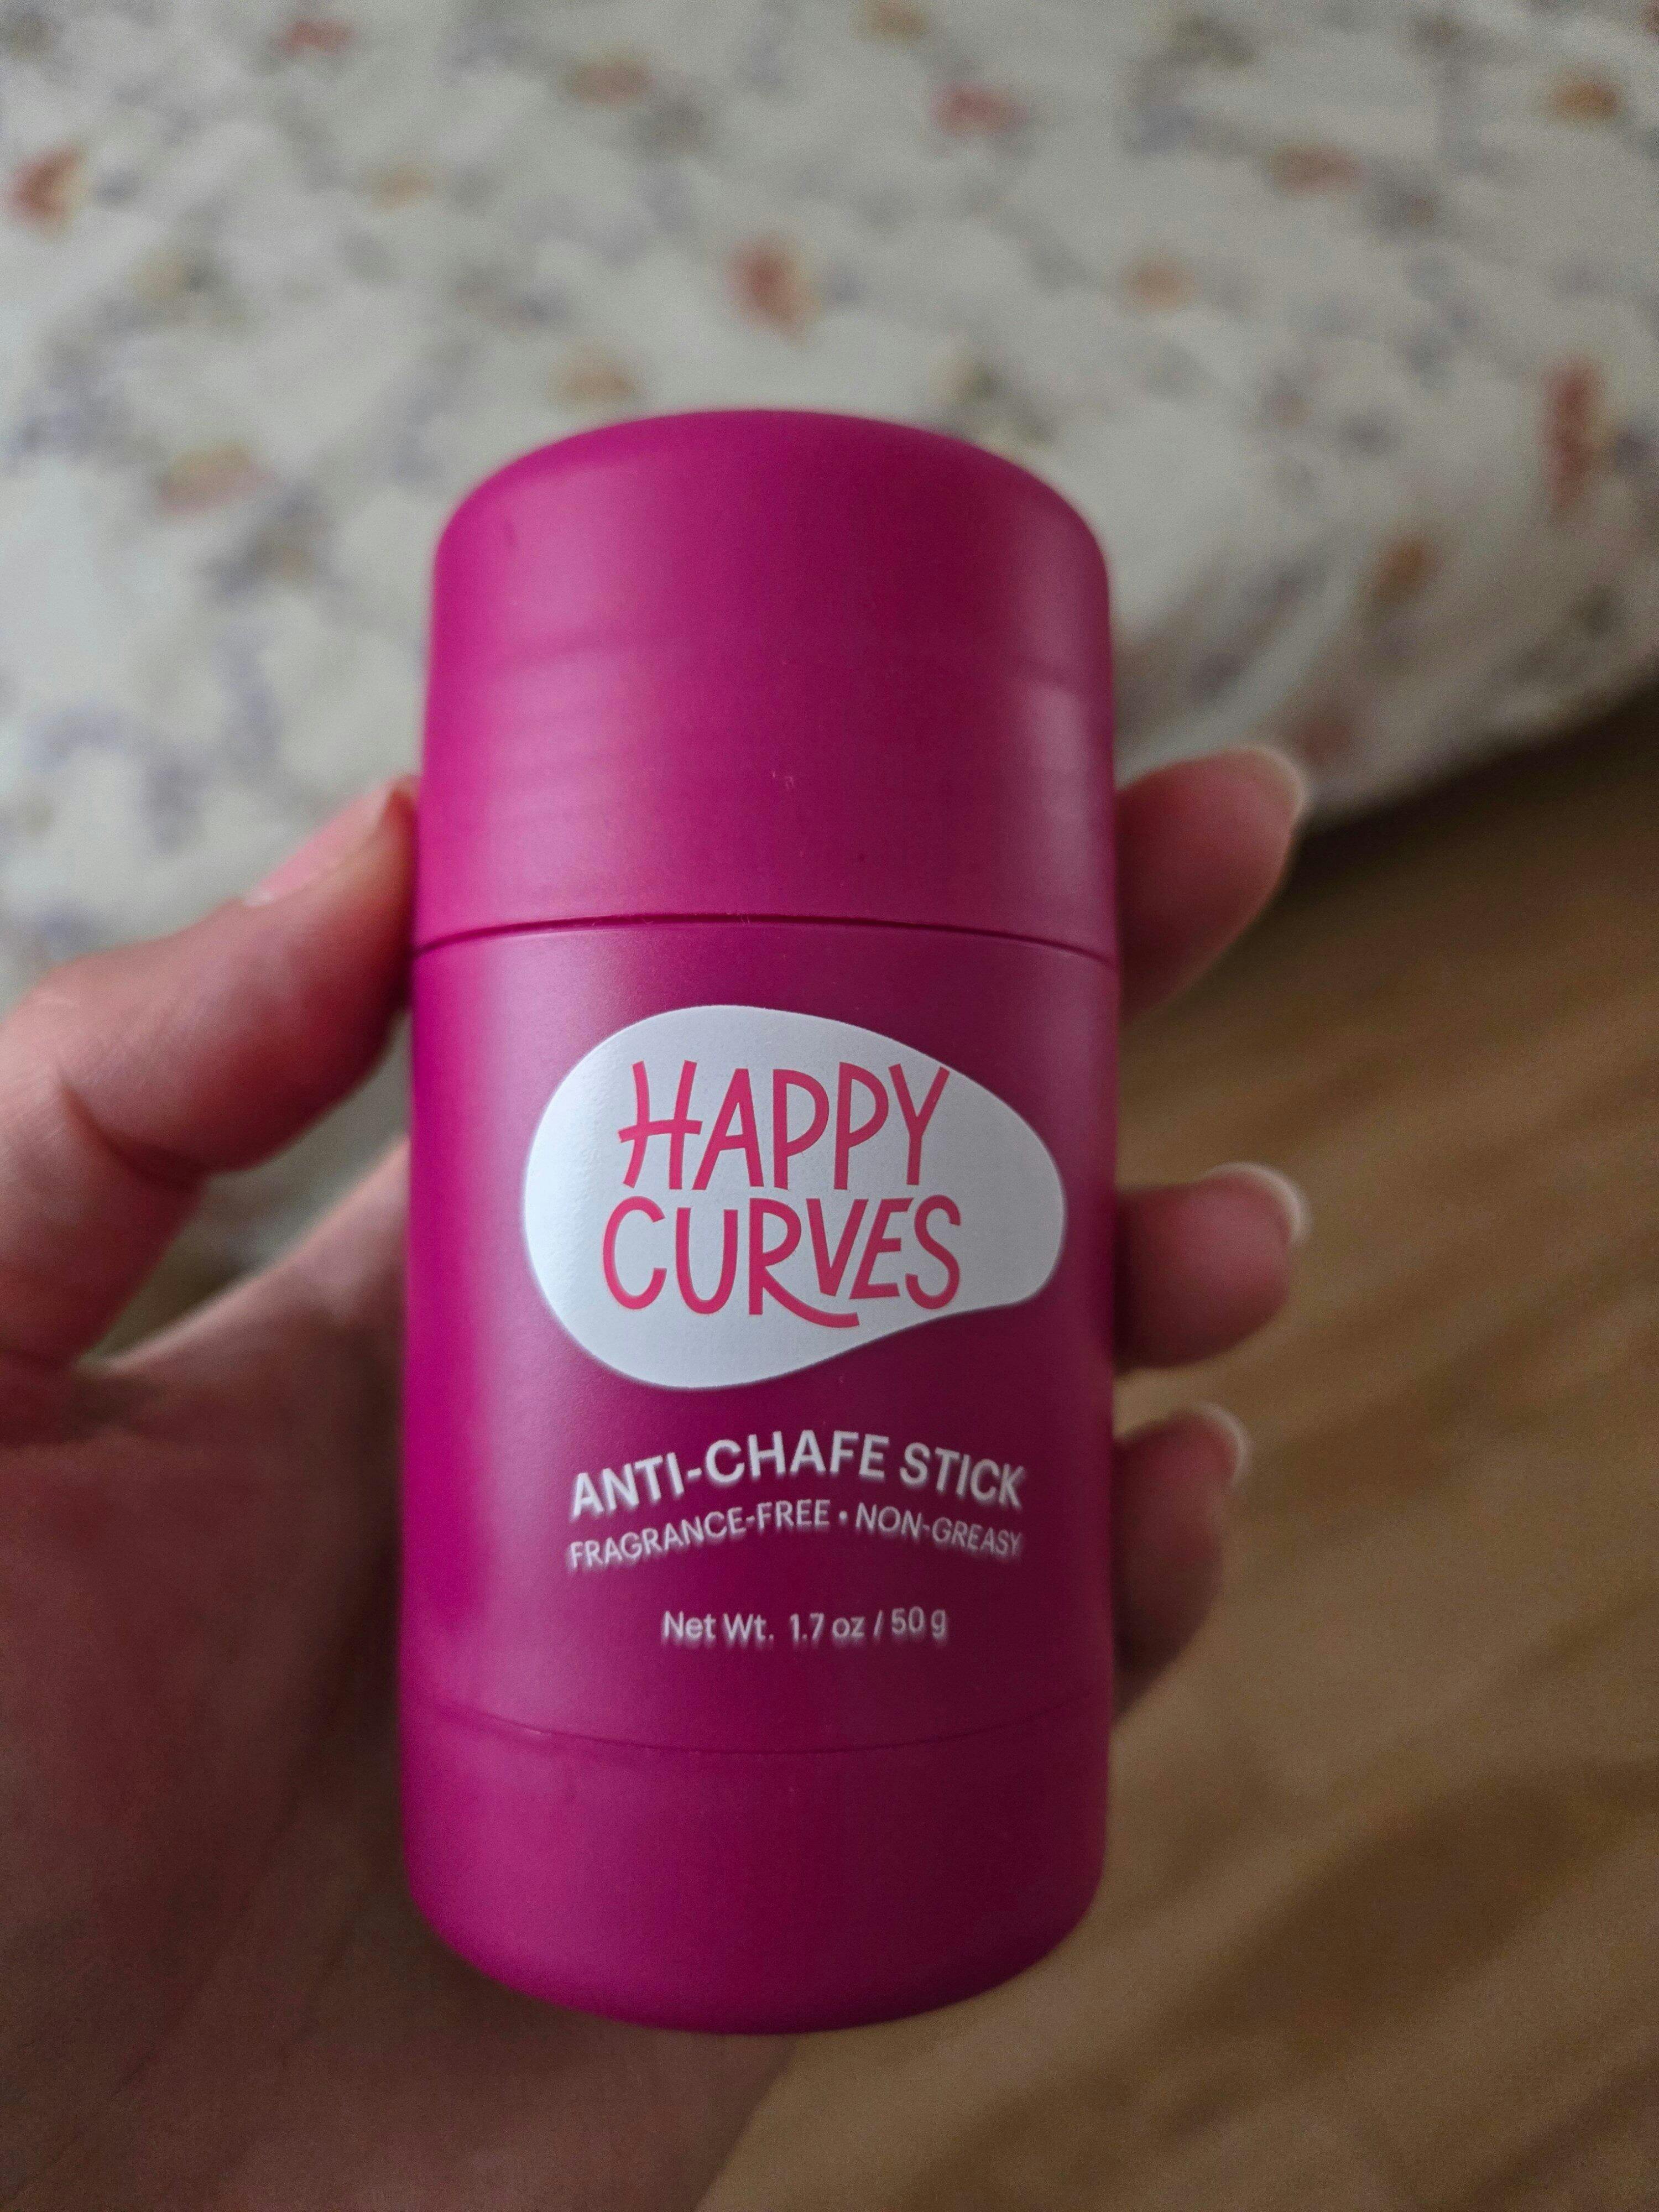 HAPPY
CURVES
ANTI-CHAFE STICK
FRAGRANCE-FREE • NON-GREASY
Net Wt. 1.7 oz / 50 g